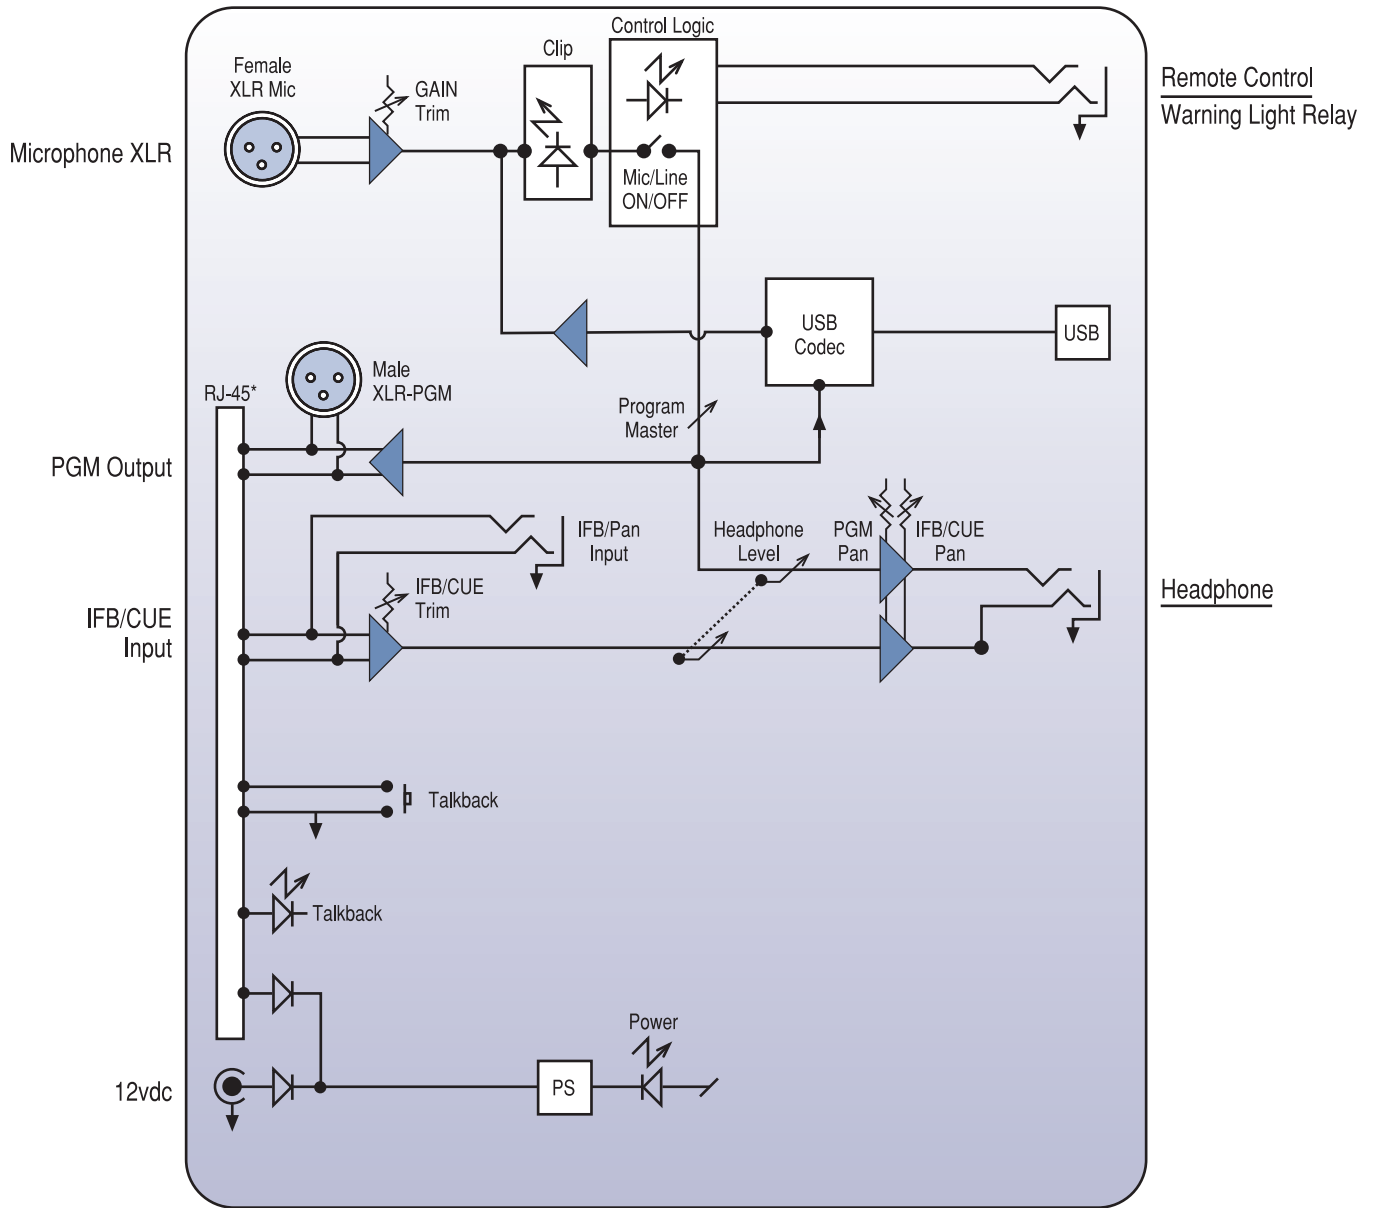 Control Logic
Clip
Female
XLR Mic
GAIN
Trim
Remote Control
Warning Light Relay
Microphone XLR
Mic/Line
ON/OFF
USB
Codec
USB
Male
XLR-PGM
RJ-45*
Program
Master
PGM Output
IFB/Pan
Input
Headphone
Level
PGM
Pan
IFB/CUE
Pan
IFB/CUE
Trim
Headphone
IFB/CUE
Input
Talkback
Talkback
Power
PS
12vdc